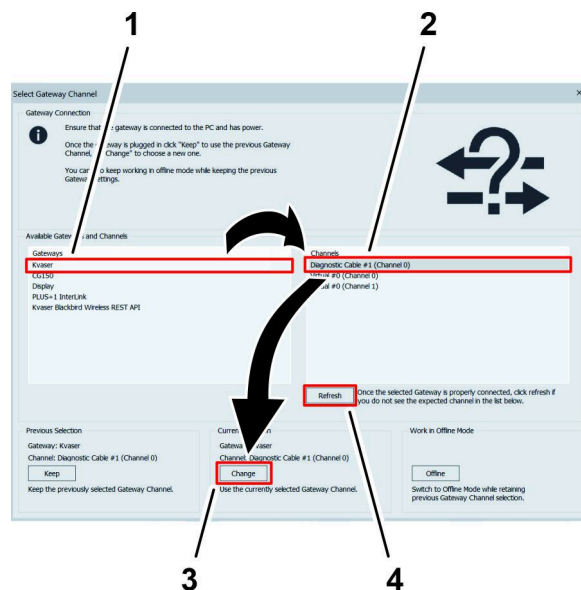 1
2
Select Gateway Channel
Gateway Connection
Ensure that gateway is connected to the PC and has power.
Once the is plugged in click "Keep" to use the previous Gateway
Channel, "Change" to choose a new one.
You can keep working in offline mode while keeping the previous
Gateway settings.
Available Gateways and Channels
Gateways
Kvaser
CG150
Display
PLUS+1 InterLink
Kvaser Blackbird Wireless REST API
Channels
Diagnostic Cable #1 (Channel 0)
#0 (Channel 0)
Virtual #0 (Channel 1)
Refresh
Once the selected Gateway is properly connected, click refresh if
you do not see the expected channel in the list below.
Previous Selection
Gateway: Kvaser
Channel: Diagnostic Cable #1 (Channel 0)
Keep
Keep the previously selected Gateway Channel.
Current
Kvaser
Channel: Diagnostic Cable #1 (Channel 0)
Change
Use the currently selected Gateway Channel.
Work in Offline Mode
Offline
Switch to Offline Mode while retaining
previous Gateway Channel selection.
3
4